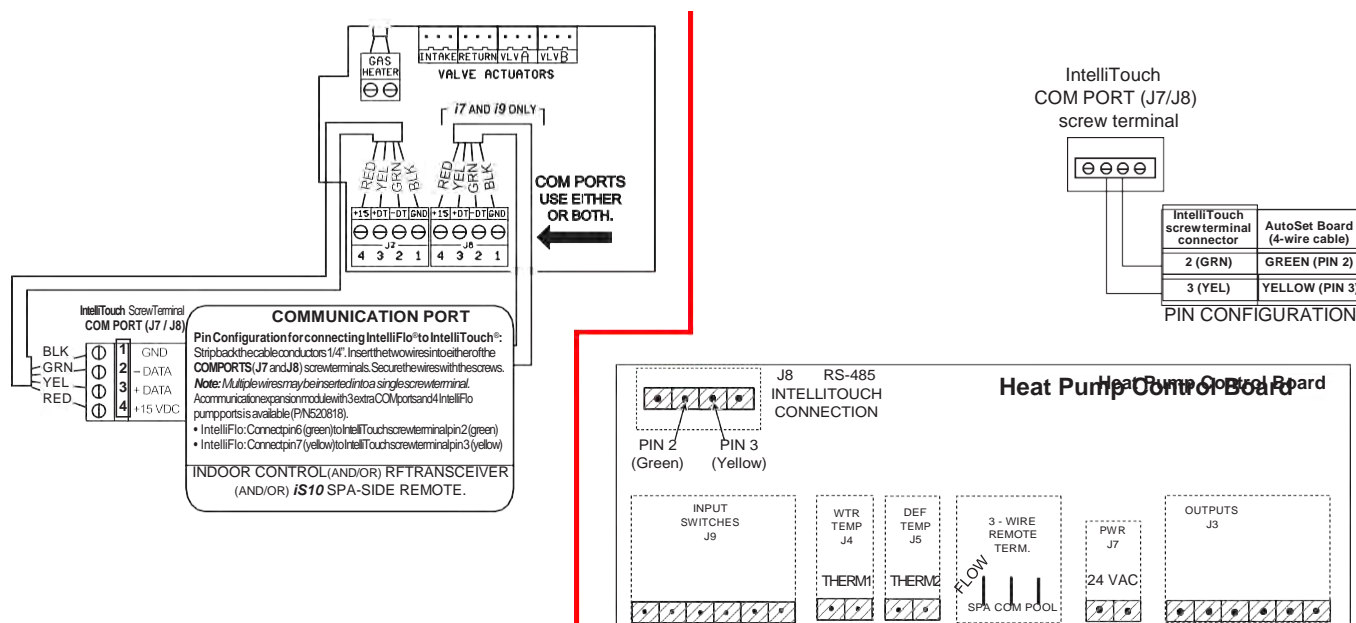 GAS
HEATER
INTAKE RETURN VLV A VLV B
VALVE ACTUATORS
i7 AND i9 ONLY
RED YEL GRN BLK
RED YEL GRN BLK
COM PORTS
USE EITHER
OR BOTH.
+15 +DT -DT GND
+15 +DT -DT GND
J7
J8
4 3 2 1
4 3 2 1
IntelliTouch Screw Terminal
COM PORT (J7 / J8)
BLK 1 GND
GRN 2 – DATA
YEL 3 + DATA
RED 4 +15 VDC
COMMUNICATION PORT
Pin Configuration for connecting IntelliFlo® to IntelliTouch®:
Strip back the cable conductors 1/4”. Insert the two wires into either of the
COM PORTS (J7 and J8) screw terminals. Secure the wires with the screws.
Note: Multiple wires may be inserted into a single screw terminal.
A communication expansion module with 3 extra COM ports and 4 IntelliFlo
pump ports is available (P/N 520818).
• IntelliFlo: Connect pin 6 (green) to IntelliTouch screw terminal pin 2 (green)
• IntelliFlo: Connect pin 7 (yellow) to IntelliTouch screw terminal pin 3 (yellow)
INDOOR CONTROL (AND/OR) RF TRANSCEIVER
(AND/OR) iS10 SPA-SIDE REMOTE.
IntelliTouch
COM PORT (J7/J8)
screw terminal
IntelliTouch
screw terminal
connector
AutoSet Board
(4-wire cable)
2 (GRN) GREEN (PIN 2)
3 (YEL) YELLOW (PIN 3)
PIN CONFIGURATION
J8 RS-485
INTELLITOUCH
CONNECTION
Heat Pump Control Board
Heat Pump Control Board
PIN 2
(Green)
PIN 3
(Yellow)
INPUT
SWITCHES
J9
WTR
TEMP
J4
THERM1
DEF
TEMP
J5
THERM2
3 - WIRE
REMOTE
TERM.
FLOW
SPA COM POOL
PWR
J7
24 VAC
OUTPUTS
J3